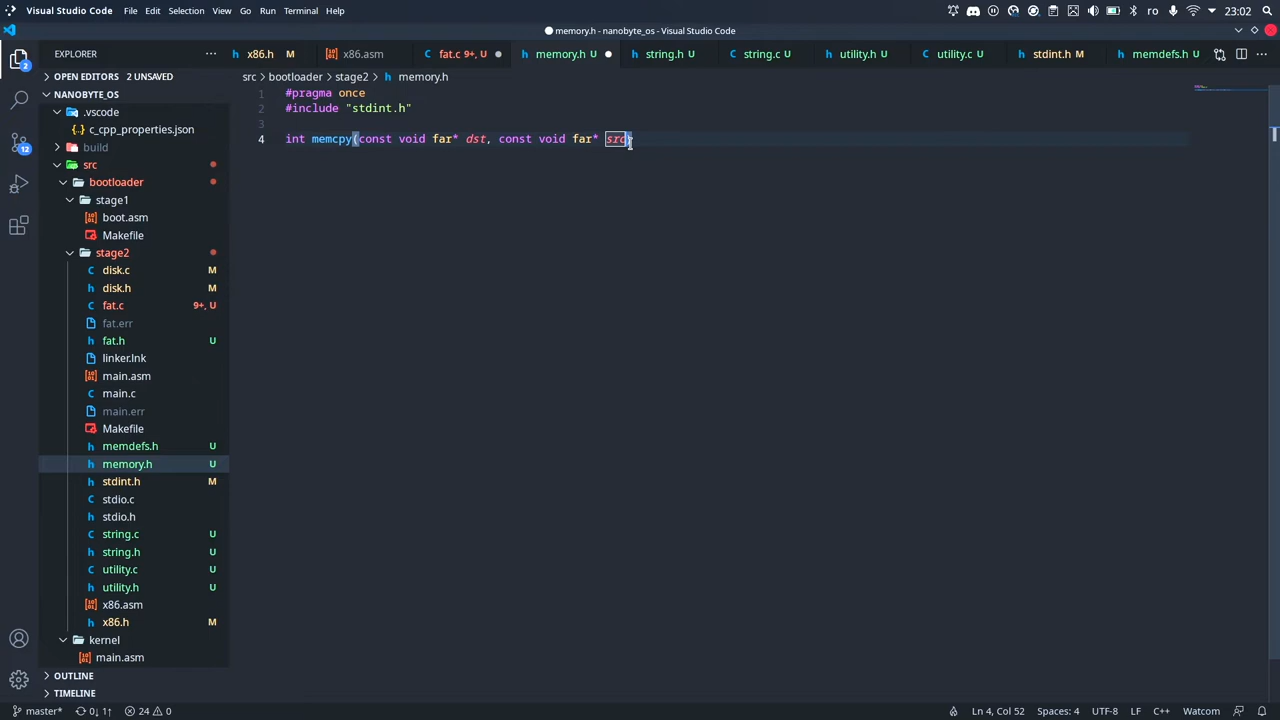 Visual Studio Code File Edit Selection View Go Run Terminal Help ro 23:02
memory.h - nanobyte_os - Visual Studio Code
EXPLORER x86.h M x86.asm fat.c 9+, U memory.h string.h U string.c U utility.h U utility.c U stdint.h M memdefs.h U
OPEN EDITORS 2 UNSAVED
src > bootloader > stage2 > memory.h
NANOBYTE_OS
.vscode
c_cpp_properties.json
build
src
bootloader
stage1
boot.asm
Makefile
stage2
disk.c M
disk.h M
fat.c 9+, U
fat.err
fat.h U
linker.lnk
main.asm
main.c
main.err
Makefile
memdefs.h U
memory.h U
stdint.h M
stdio.c
stdio.h
string.c U
string.h U
utility.c U
utility.h U
x86.asm
x86.h M
kernel
main.asm
OUTLINE
TIMELINE
2
12
1 #pragma once
2 #include "stdint.h"
3
4 int memcpy(const void far* dst, const void far* src)
master* 0↓ 1↑ 24 0 Ln 4, Col 52 Spaces: 4 UTF-8 LF C++ Watcom